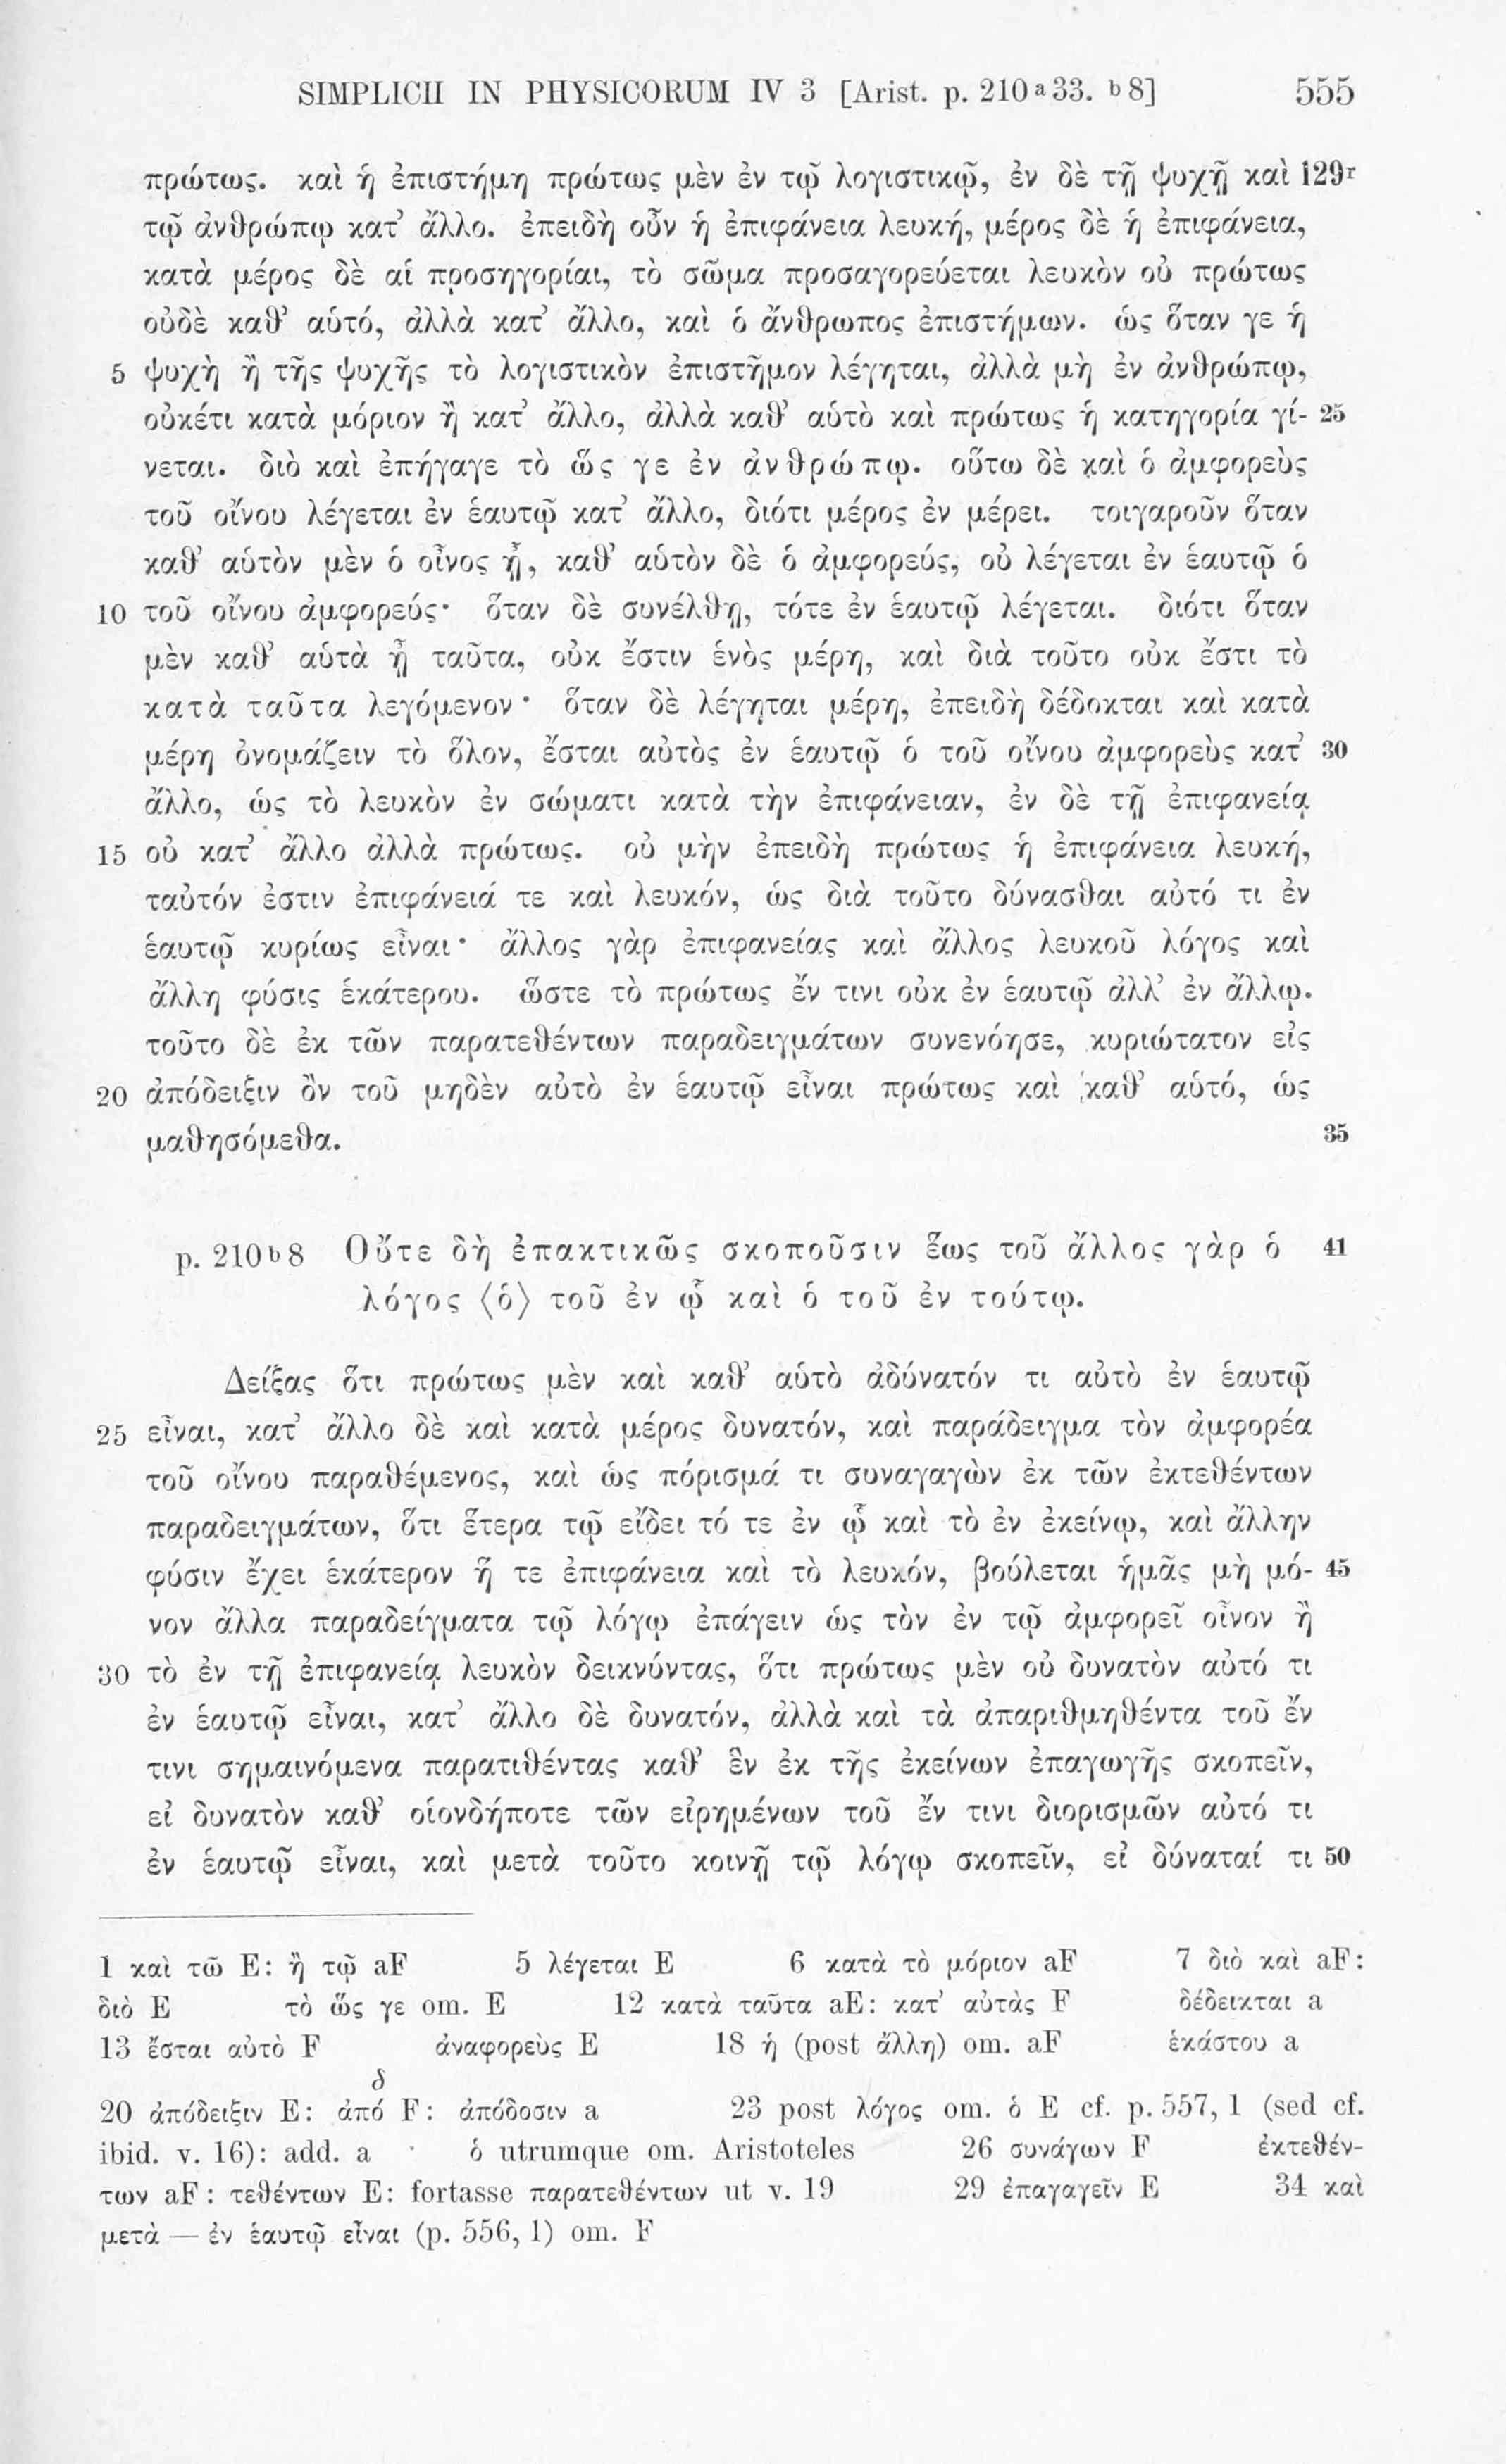 SIMPLICII IN PHYSICORUM IV 3 [Arist. p. 210 a 33. b 8] 555
πρώτως. καὶ ἡ ἐπιστήμη πρώτως μὲν ἐν τῷ λογιστικῷ, ἐν δὲ τῇ ψυχῇ καὶ 129r
τῷ ἀνθρώπῳ κατ’ ἄλλο. ἐπειδὴ οὖν ἡ ἐπιφάνεια λευκή, μέρος δὲ ἡ ἐπιφάνεια,
κατὰ μέρος δὲ αἱ προσηγορίαι, τὸ σῶμα προσαγορεύεται λευκὸν οὐ πρώτως
οὐδὲ καθ’ αὑτό, ἀλλὰ κατ’ ἄλλο, καὶ ὁ ἄνθρωπος ἐπιστήμων. ὡς ὅταν γε ἡ
5 ψυχὴ ἢ τῆς ψυχῆς τὸ λογιστικὸν ἐπιστῆμον λέγηται, ἀλλὰ μὴ ἐν ἀνθρώπῳ,
οὐκέτι κατὰ μόριον ἢ κατ’ ἄλλο, ἀλλὰ καθ’ αὑτὸ καὶ πρώτως ἡ κατηγορία γί- 25
νεται. διὸ καὶ ἐπήγαγε τὸ ὥς γε ἐν ἀνθρώπῳ. οὕτω δὲ καὶ ὁ ἀμφορεὺς
τοῦ οἴνου λέγεται ἐν ἑαυτῷ κατ’ ἄλλο, διότι μέρος ἐν μέρει. τοιγαροῦν ὅταν
καθ’ αὑτὸν μὲν ὁ οἶνος ᾖ, καθ’ αὑτὸν δὲ ὁ ἀμφορεύς, οὐ λέγεται ἐν ἑαυτῷ ὁ
10 τοῦ οἴνου ἀμφορεύς· ὅταν δὲ συνέλθῃ, τότε ἐν ἑαυτῷ λέγεται. διότι ὅταν
μὲν καθ’ αὑτὰ ᾖ ταῦτα, οὐκ ἔστιν ἑνὸς μέρη, καὶ διὰ τοῦτο οὐκ ἔστι τὸ
κατὰ ταῦτα λεγόμενον· ὅταν δὲ λέγηται μέρη, ἐπειδὴ δέδοκται καὶ κατὰ
μέρη ὀνομάζειν τὸ ὅλον, ἔσται αὐτὸς ἐν ἑαυτῷ ὁ τοῦ οἴνου ἀμφορεὺς κατ’ 30
ἄλλο, ὡς τὸ λευκὸν ἐν σώματι κατὰ τὴν ἐπιφάνειαν, ἐν δὲ τῇ ἐπιφανείᾳ
15 οὐ κατ’ ἄλλο ἀλλὰ πρώτως. οὐ μὴν ἐπειδὴ πρώτως ἡ ἐπιφάνεια λευκή,
ταὐτόν ἐστιν ἐπιφάνειά τε καὶ λευκόν, ὡς διὰ τοῦτο δύνασθαι αὐτό τι ἐν
ἑαυτῷ κυρίως εἶναι· ἄλλος γὰρ ἐπιφανείας καὶ ἄλλος λευκοῦ λόγος καὶ
ἄλλη φύσις ἑκάτερου. ὥστε τὸ πρώτως ἔν τινι οὐκ ἐν ἑαυτῷ ἀλλ’ ἐν ἄλλῳ.
τοῦτο δὲ ἐκ τῶν παρατεθέντων παραδειγμάτων συνενόησε, κυριώτατον εἰς
20 ἀπόδειξιν ὂν τοῦ μηδὲν αὐτὸ ἐν ἑαυτῷ εἶναι πρώτως καὶ καθ’ αὑτό, ὡς
μαθησόμεθα. 35
p. 210 b 8 Οὔτε δὴ ἐπακτικῶς σκοποῦσιν ἕως τοῦ ἄλλος γὰρ ὁ 41
λόγος ⟨ὁ⟩ τοῦ ἐν ᾧ καὶ ὁ τοῦ ἐν τούτῳ.
Δείξας ὅτι πρώτως μὲν καὶ καθ’ αὑτὸ ἀδύνατόν τι αὐτὸ ἐν ἑαυτῷ
25 εἶναι, κατ’ ἄλλο δὲ καὶ κατὰ μέρος δυνατόν, καὶ παράδειγμα τὸν ἀμφορέα
τοῦ οἴνου παραθέμενος, καὶ ὡς πόρισμά τι συναγαγὼν ἐκ τῶν ἐκτεθέντων
παραδειγμάτων, ὅτι ἕτερα τῷ εἴδει τό τε ἐν ᾧ καὶ τὸ ἐν ἐκείνῳ, καὶ ἄλλην
φύσιν ἔχει ἑκάτερον ἥ τε ἐπιφάνεια καὶ τὸ λευκόν, βούλεται ἡμᾶς μὴ μό- 45
νον ἄλλα παραδείγματα τῷ λόγῳ ἐπάγειν ὡς τὸν ἐν τῷ ἀμφορεῖ οἶνον ἢ
30 τὸ ἐν τῇ ἐπιφανείᾳ λευκὸν δεικνύντας, ὅτι πρώτως μὲν οὐ δυνατὸν αὐτό τι
ἐν ἑαυτῷ εἶναι, κατ’ ἄλλο δὲ δυνατόν, ἀλλὰ καὶ τὰ ἀπαριθμηθέντα τοῦ ἔν
τινι σημαινόμενα παρατιθέντας καθ’ ἓν ἐκ τῆς ἐκείνων ἐπαγωγῆς σκοπεῖν,
εἰ δυνατὸν καθ’ οἱονδήποτε τῶν εἰρημένων τοῦ ἔν τινι διορισμῶν αὐτό τι
ἐν ἑαυτῷ εἶναι, καὶ μετὰ τοῦτο κοινῇ τῷ λόγῳ σκοπεῖν, εἰ δύναταί τι 50
1 καὶ τῶ E: ἢ τῷ aF 5 λέγεται E 6 κατὰ τὸ μόριον aF 7 διὸ καὶ aF:
διὸ E τὸ ὥς γε om. E 12 κατὰ ταῦτα aE: κατ’ αὐτὰς F δέδεικται a
13 ἔσται αὐτὸ F ἀναφορεὺς E 18 ἡ (post ἄλλη) om. aF ἑκάστου a
δ
20 ἀπόδειξιν E: ἀπό F: ἀπόδοσιν a 23 post λόγος om. ὁ E cf. p. 557, 1 (sed cf.
ibid. v. 16): add. a ὁ utrumque om. Aristoteles 26 συνάγων F ἐκτεθέν-
των aF: τεθέντων E: fortasse παρατεθέντων ut v. 19 29 ἐπαγαγεῖν E 34 καὶ
μετὰ — ἐν ἑαυτῷ εἶναι (p. 556, 1) om. F